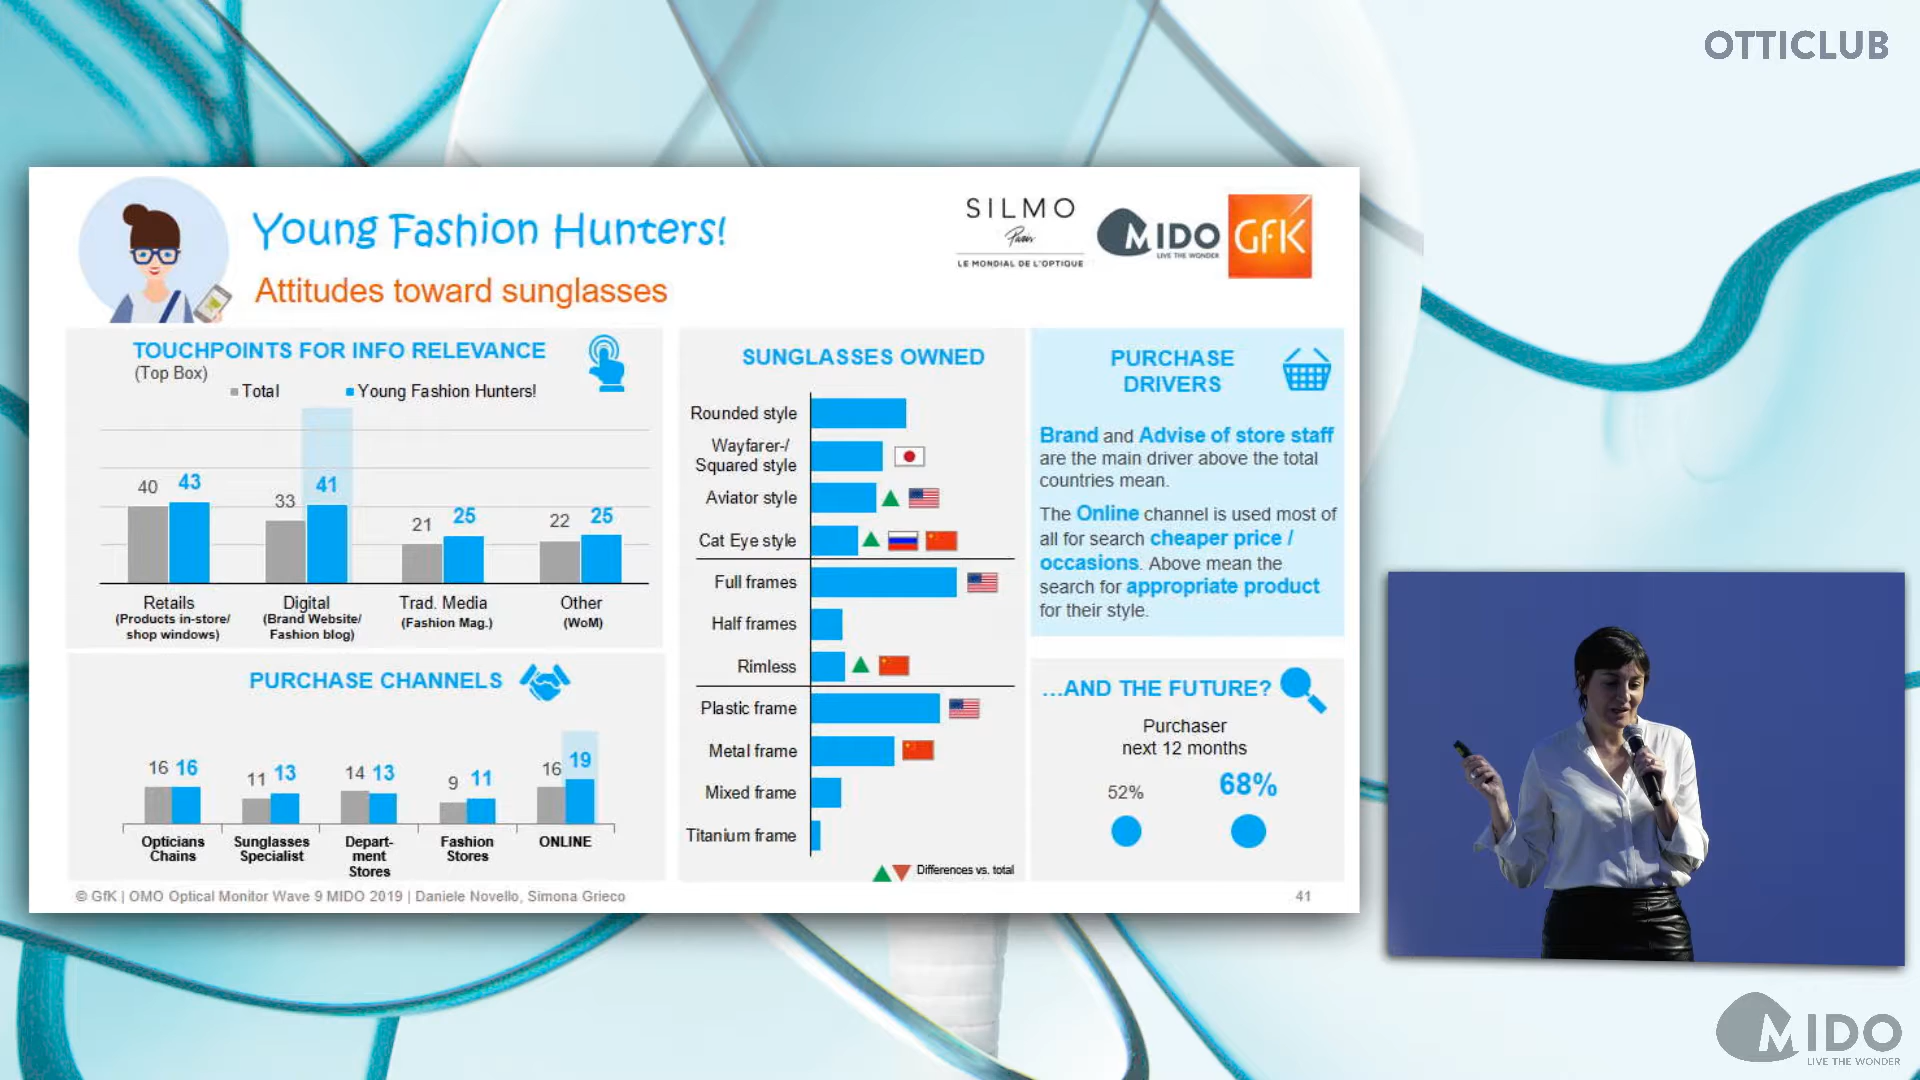 OTTICLUB
Young Fashion Hunters!
Attitudes toward sunglasses
SILMO
Paris
LE MONDIAL DE L'OPTIQUE
MIDO
LIVE THE WONDER
GfK
TOUCHPOINTS FOR INFO RELEVANCE
(Top Box)
Total
Young Fashion Hunters!
40 43
33 41
21 25
22 25
Retails
(Products in-store/
shop windows)
Digital
(Brand Website/
Fashion blog)
Trad. Media
(Fashion Mag.)
Other
(WoM)
PURCHASE CHANNELS
16 16
11 13
14 13
9 11
16 19
Opticians
Chains
Sunglasses
Specialist
Depart-
ment
Stores
Fashion
Stores
ONLINE
SUNGLASSES OWNED
Rounded style
Wayfarer-/
Squared style
Aviator style
Cat Eye style
Full frames
Half frames
Rimless
Plastic frame
Metal frame
Mixed frame
Titanium frame
Differences vs. total
PURCHASE
DRIVERS
Brand and Advise of store staff
are the main driver above the total
countries mean.
The Online channel is used most of
all for search cheaper price /
occasions. Above mean the
search for appropriate product
for their style.
...AND THE FUTURE?
Purchaser
next 12 months
52%
68%
© GfK | OMO Optical Monitor Wave 9 MIDO 2019 | Daniele Novello, Simona Grieco
41
MIDO
LIVE THE WONDER